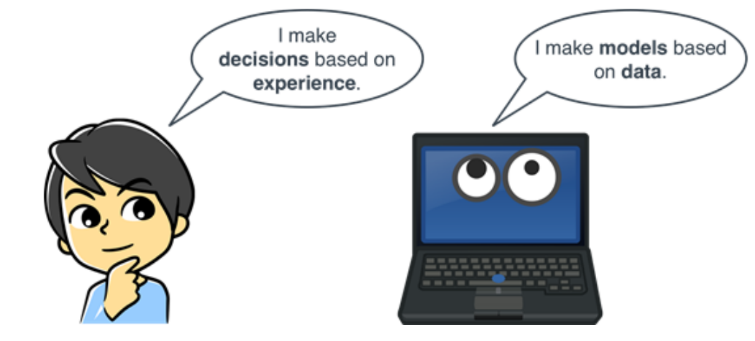 I make
decisions based on
experience.
I make models based
on data.